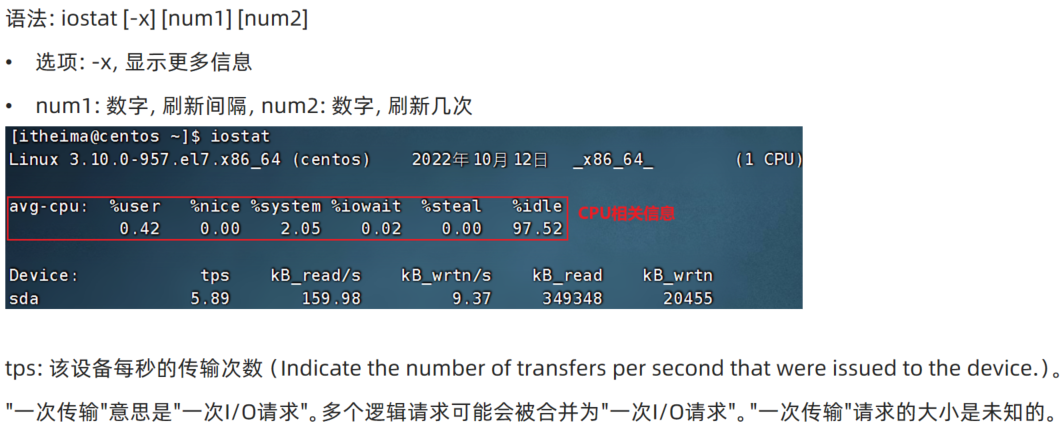 语法: iostat [-x] [num1] [num2]
• 选项: -x, 显示更多信息
• num1: 数字, 刷新间隔, num2: 数字, 刷新几次
[itheima@centos ~]$ iostat
Linux 3.10.0-957.el7.x86_64 (centos) 2022年10月12日 _x86_64_ (1 CPU)
avg-cpu: %user %nice %system %iowait %steal %idle CPU相关信息
0.42 0.00 2.05 0.02 0.00 97.52
Device: tps kB_read/s kB_wrtn/s kB_read kB_wrtn
sda 5.89 159.98 9.37 349348 20455
tps: 该设备每秒的传输次数 (Indicate the number of transfers per second that were issued to the device.)。
"一次传输"意思是"一次I/O请求"。多个逻辑请求可能会被合并为"一次I/O请求"。"一次传输"请求的大小是未知的。